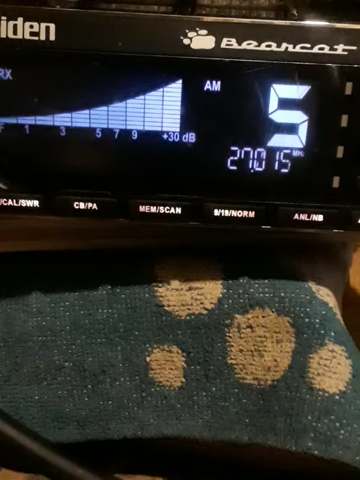 iden
Bearcat
RX
AM
5
1 3 5 7 9 +30 dB
27.015 MHz
/CAL/SWR CB/PA MEM/SCAN 9/19/NORM ANL/NB